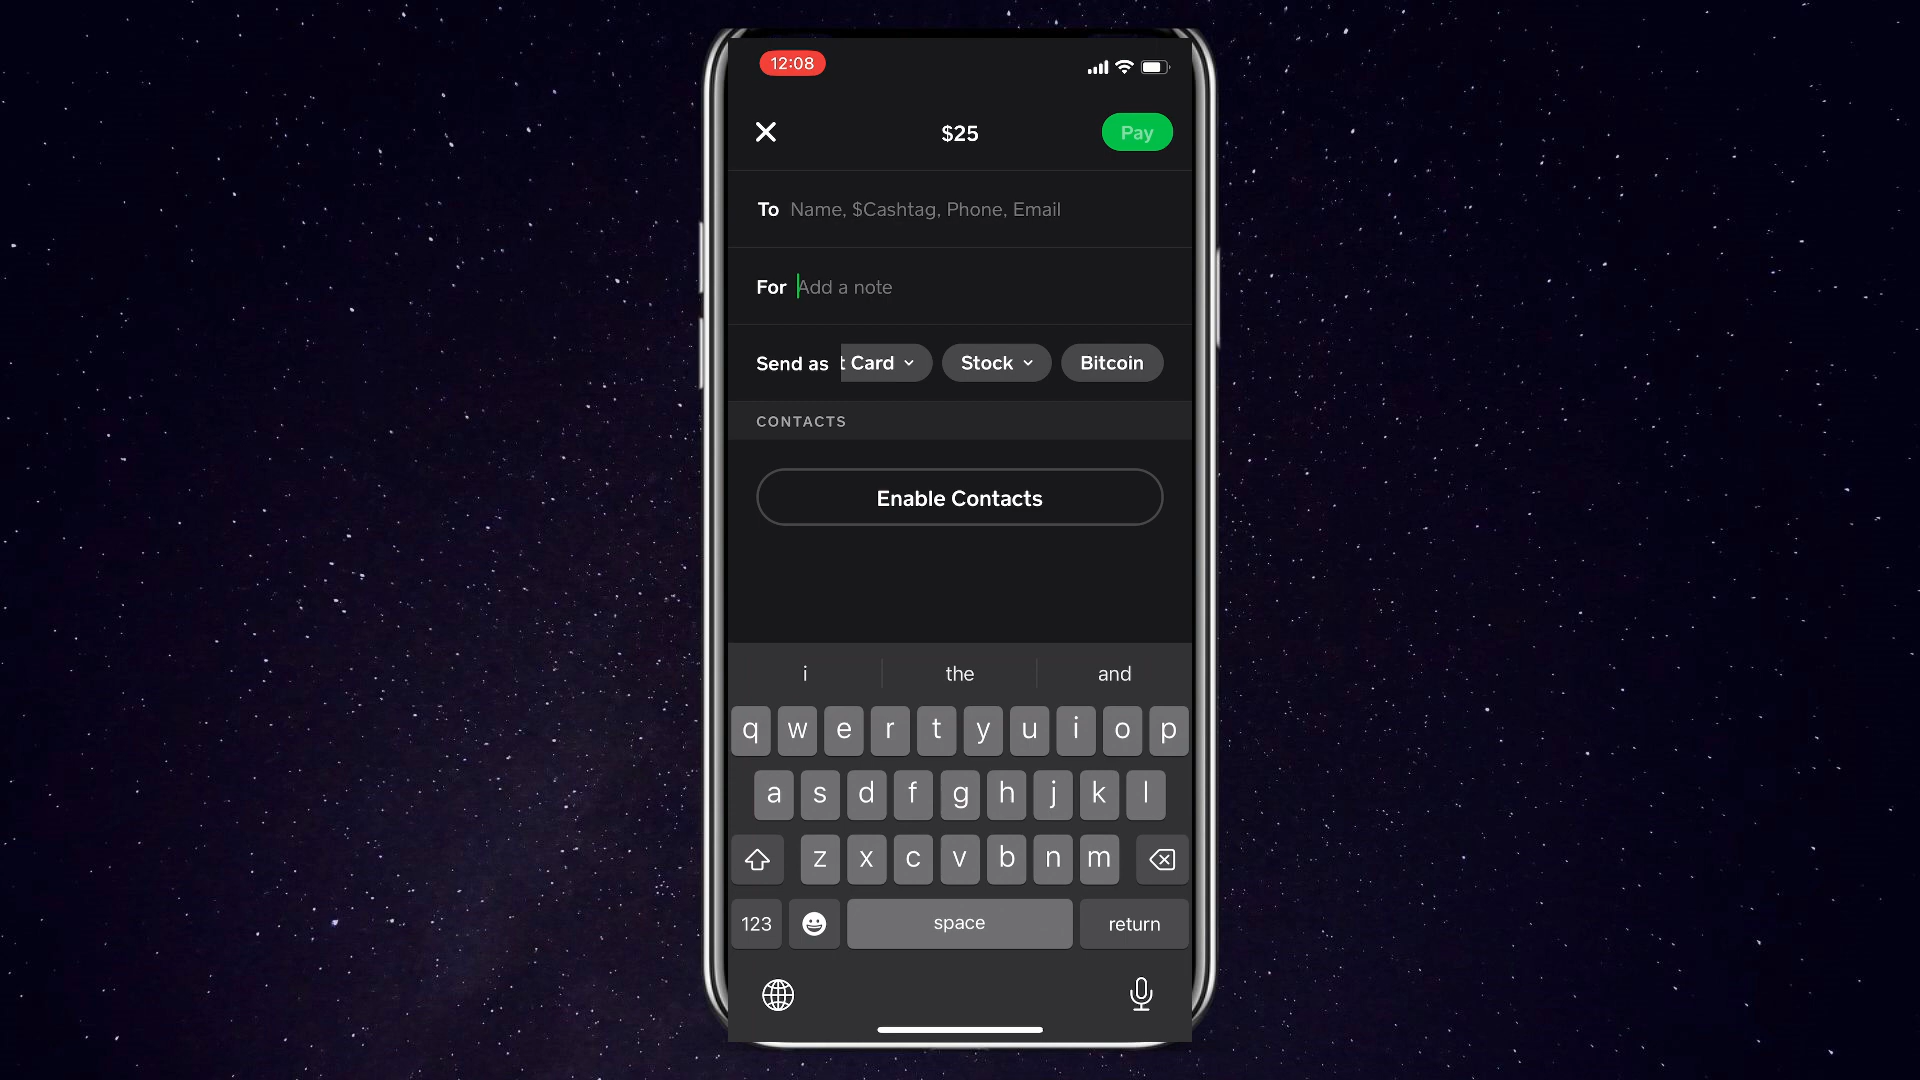 12:08
$25
Pay
To Name, $Cashtag, Phone, Email
For Add a note
Send as t Card Stock Bitcoin
CONTACTS
Enable Contacts
i the and
q w e r t y u i o p
a s d f g h j k l
z x c v b n m
123 space return